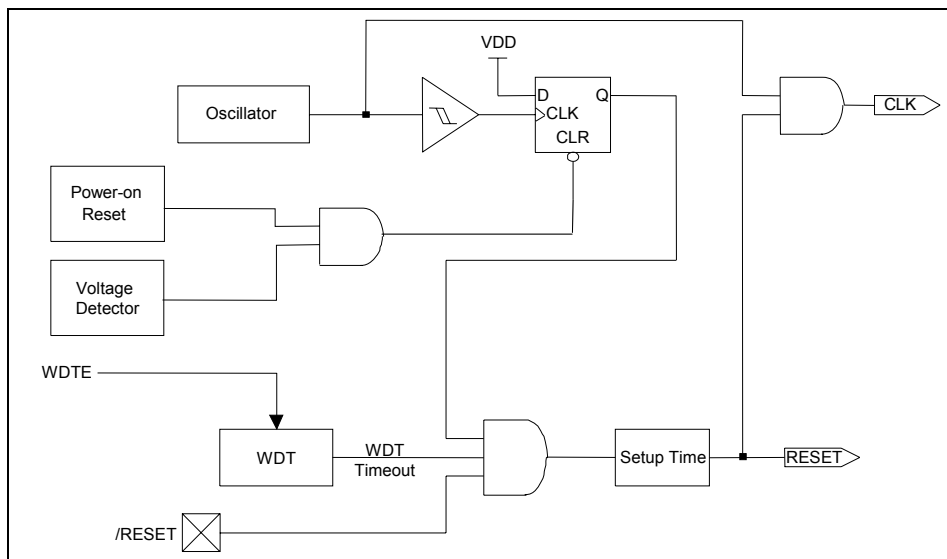 VDD
Oscillator
D
Q
CLK
CLR
CLK
Power-on
Reset
Voltage
Detector
WDTE
WDT
WDT
Timeout
Setup Time
RESET
/RESET